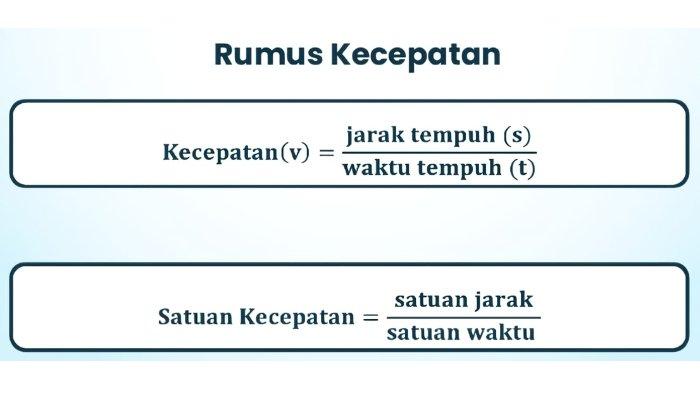 Rumus Kecepatan
Kecepatan(v) = jarak tempuh (s) / waktu tempuh (t)
Satuan Kecepatan = satuan jarak / satuan waktu